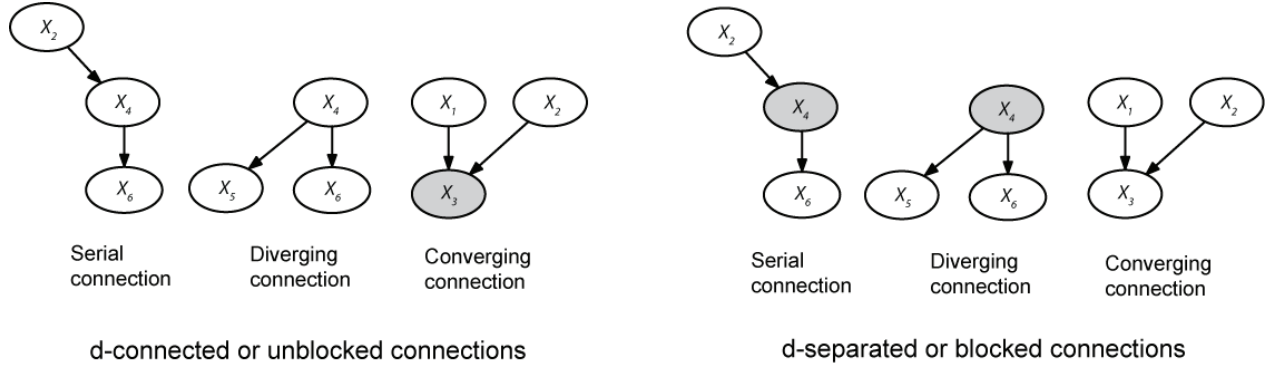 X2
X4
X6
X4
X5
X6
X1
X2
X3
Serial
connection
Diverging
connection
Converging
connection
d-connected or unblocked connections
X2
X4
X6
X4
X5
X6
X1
X2
X3
Serial
connection
Diverging
connection
Converging
connection
d-separated or blocked connections